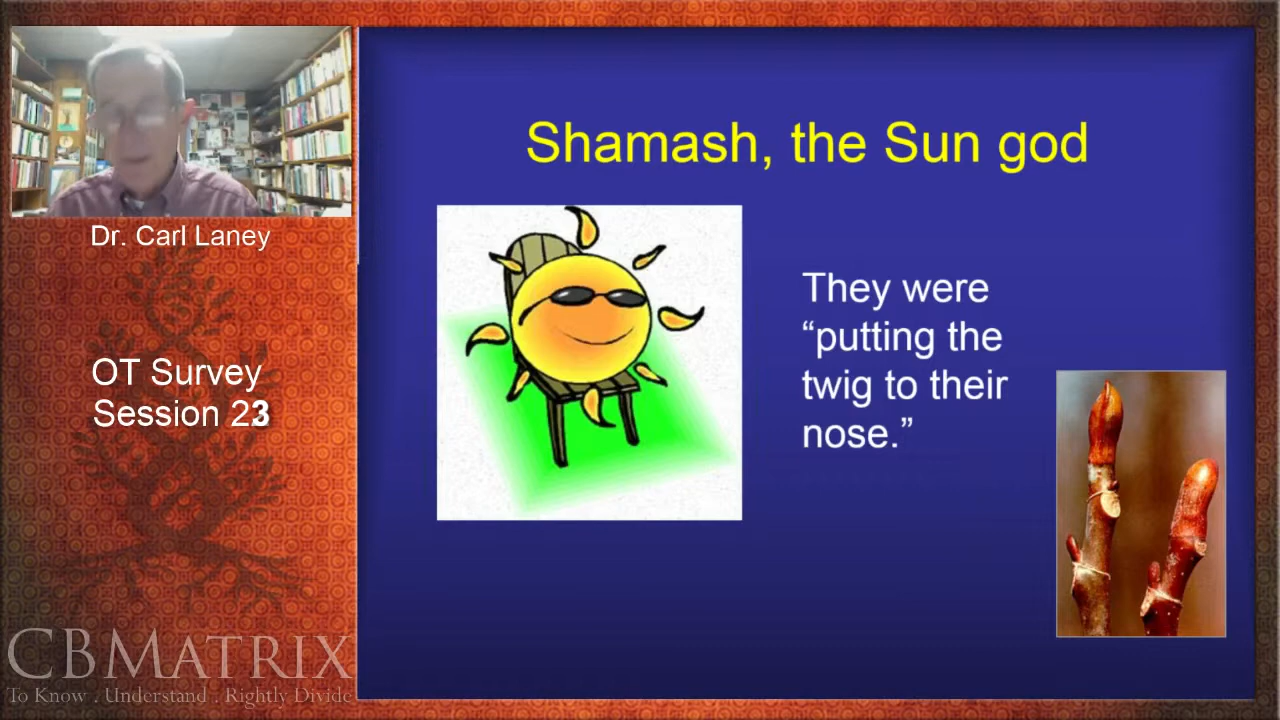 Shamash, the Sun god
Dr. Carl Laney
They were
“putting the
twig to their
nose.”
OT Survey
Session 23
CBMATRIX
To Know . Understand . Rightly Divide